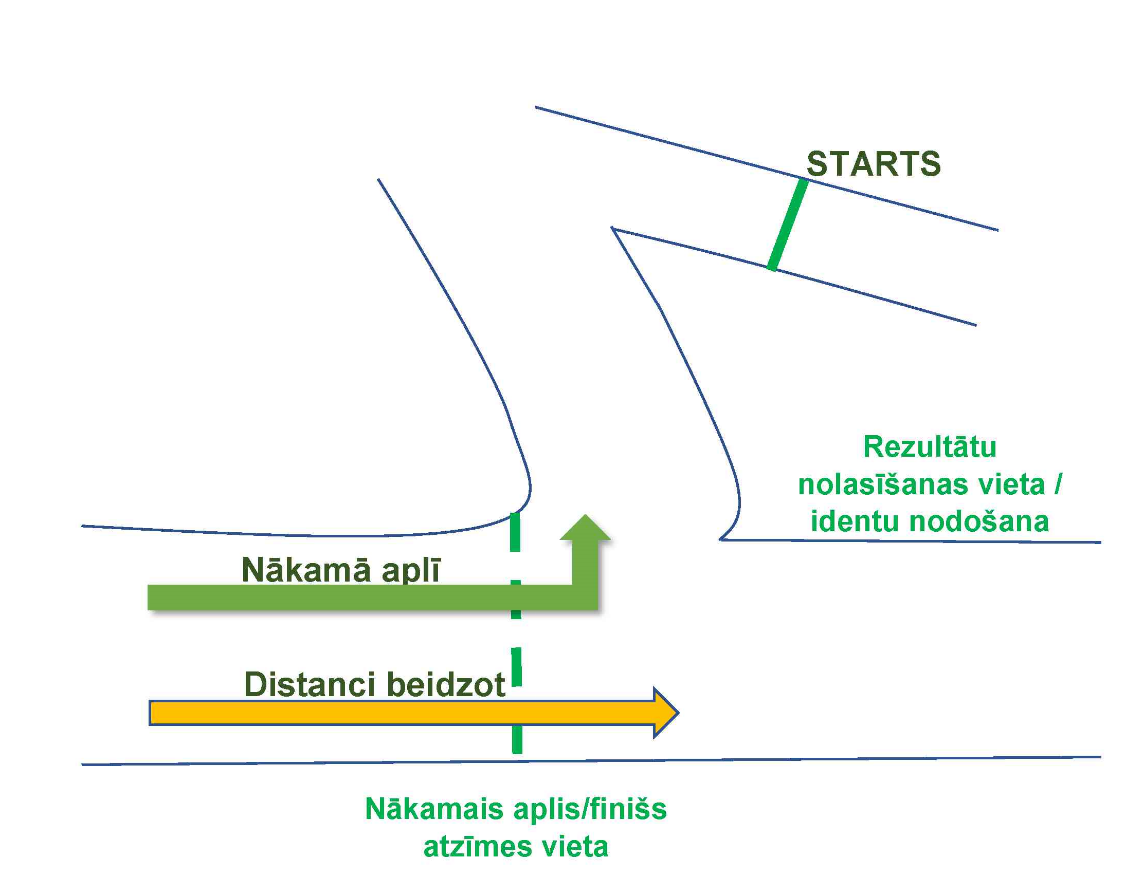 STARTS
Rezultātu
nolasīšanas vieta /
identu nodošana
Nākamā aplī
Distanci beidzot
Nākamais aplis/finišs
atzīmes vieta